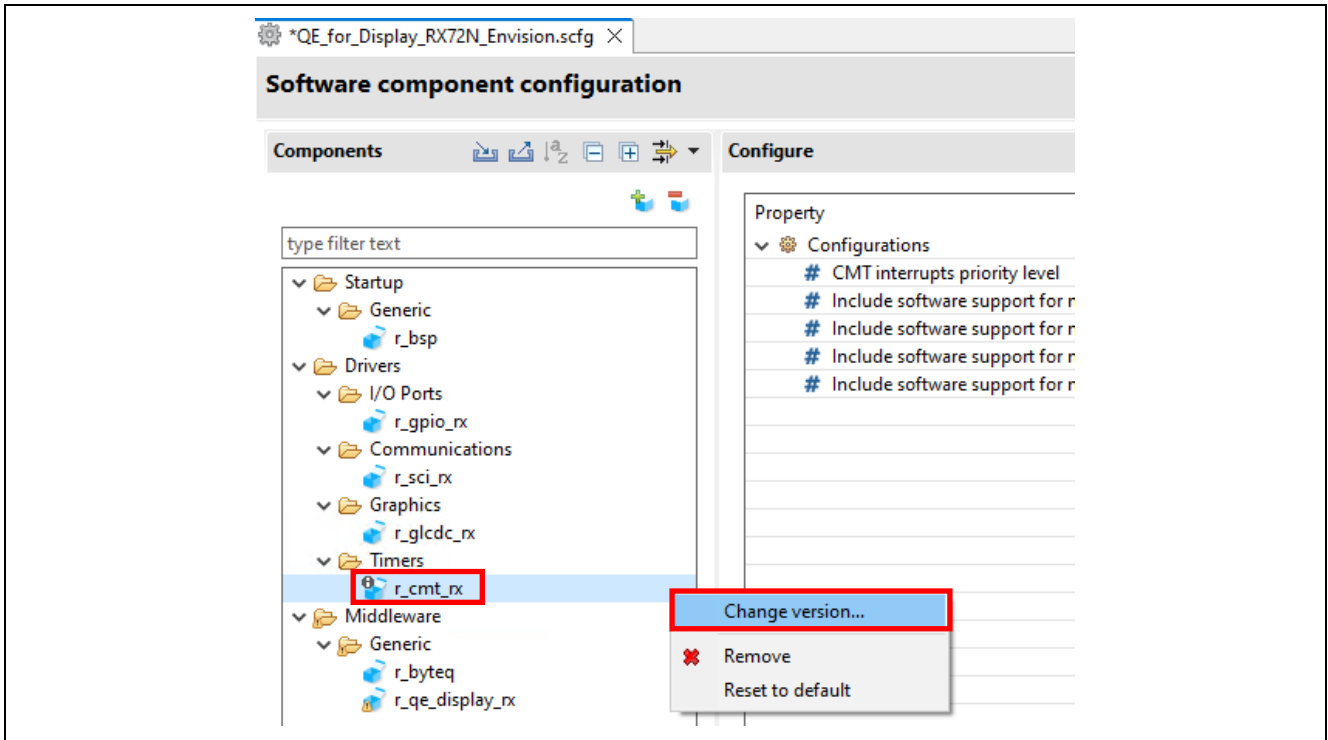 *QE_for_Display_RX72N_Envision.scfg
Software component configuration
Components
Configure
type filter text
Startup
Generic
r_bsp
Drivers
I/O Ports
r_gpio_rx
Communications
r_sci_rx
Graphics
r_glcdc_rx
Timers
r_cmt_rx
Middleware
Generic
r_byteq
r_qe_display_rx
Property
Configurations
# CMT interrupts priority level
# Include software support for
# Include software support for
# Include software support for
# Include software support for
Change version...
Remove
Reset to default